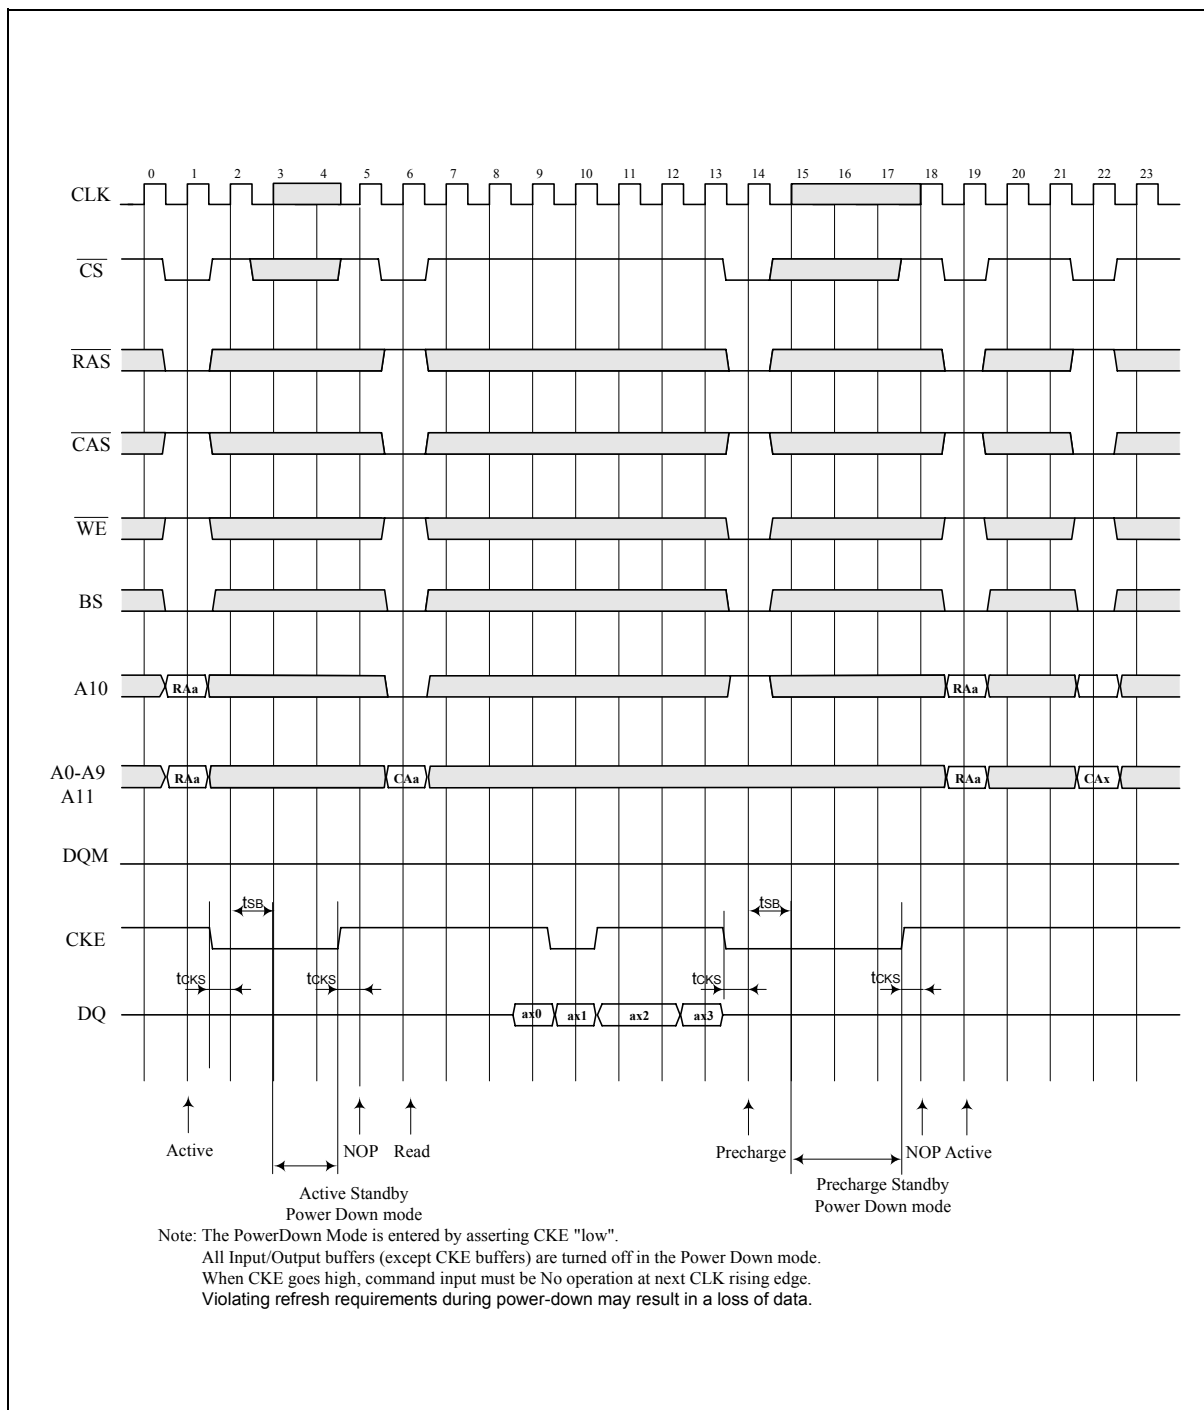 0 1 2 3 4 5 6 7 8 9 10 11 12 13 14 15 16 17 18 19 20 21 22 23
CLK
CS
RAS
CAS
WE
BS
A10 RAa RAa
A0-A9 RAa CAa RAa CAx
A11
DQM
tSB tSB
CKE
tCKS tCKS tCKS tCKS
DQ ax0 ax1 ax2 ax3
Active NOP Read Precharge NOP Active
Active Standby
Power Down mode
Precharge Standby
Power Down mode
Note: The PowerDown Mode is entered by asserting CKE "low".
All Input/Output buffers (except CKE buffers) are turned off in the Power Down mode.
When CKE goes high, command input must be No operation at next CLK rising edge.
Violating refresh requirements during power-down may result in a loss of data.